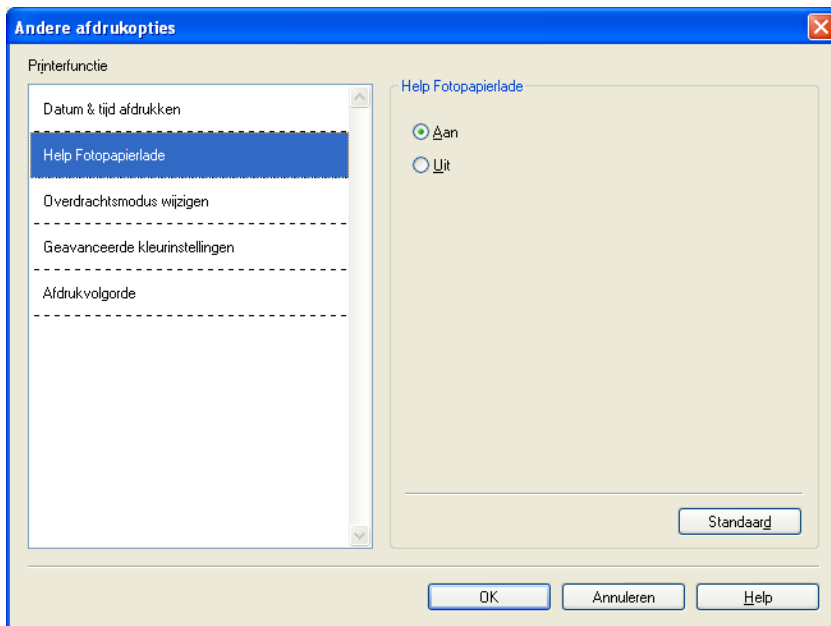 Andere afdrukopties
Printerfunctie
Datum & tijd afdrukken
Help Fotopapierlade
Overdrachtsmodus wijzigen
Geavanceerde kleurinstellingen
Afdrukvolgorde
Help Fotopapierlade
Aan
Uit
Standaard
OK
Annuleren
Help